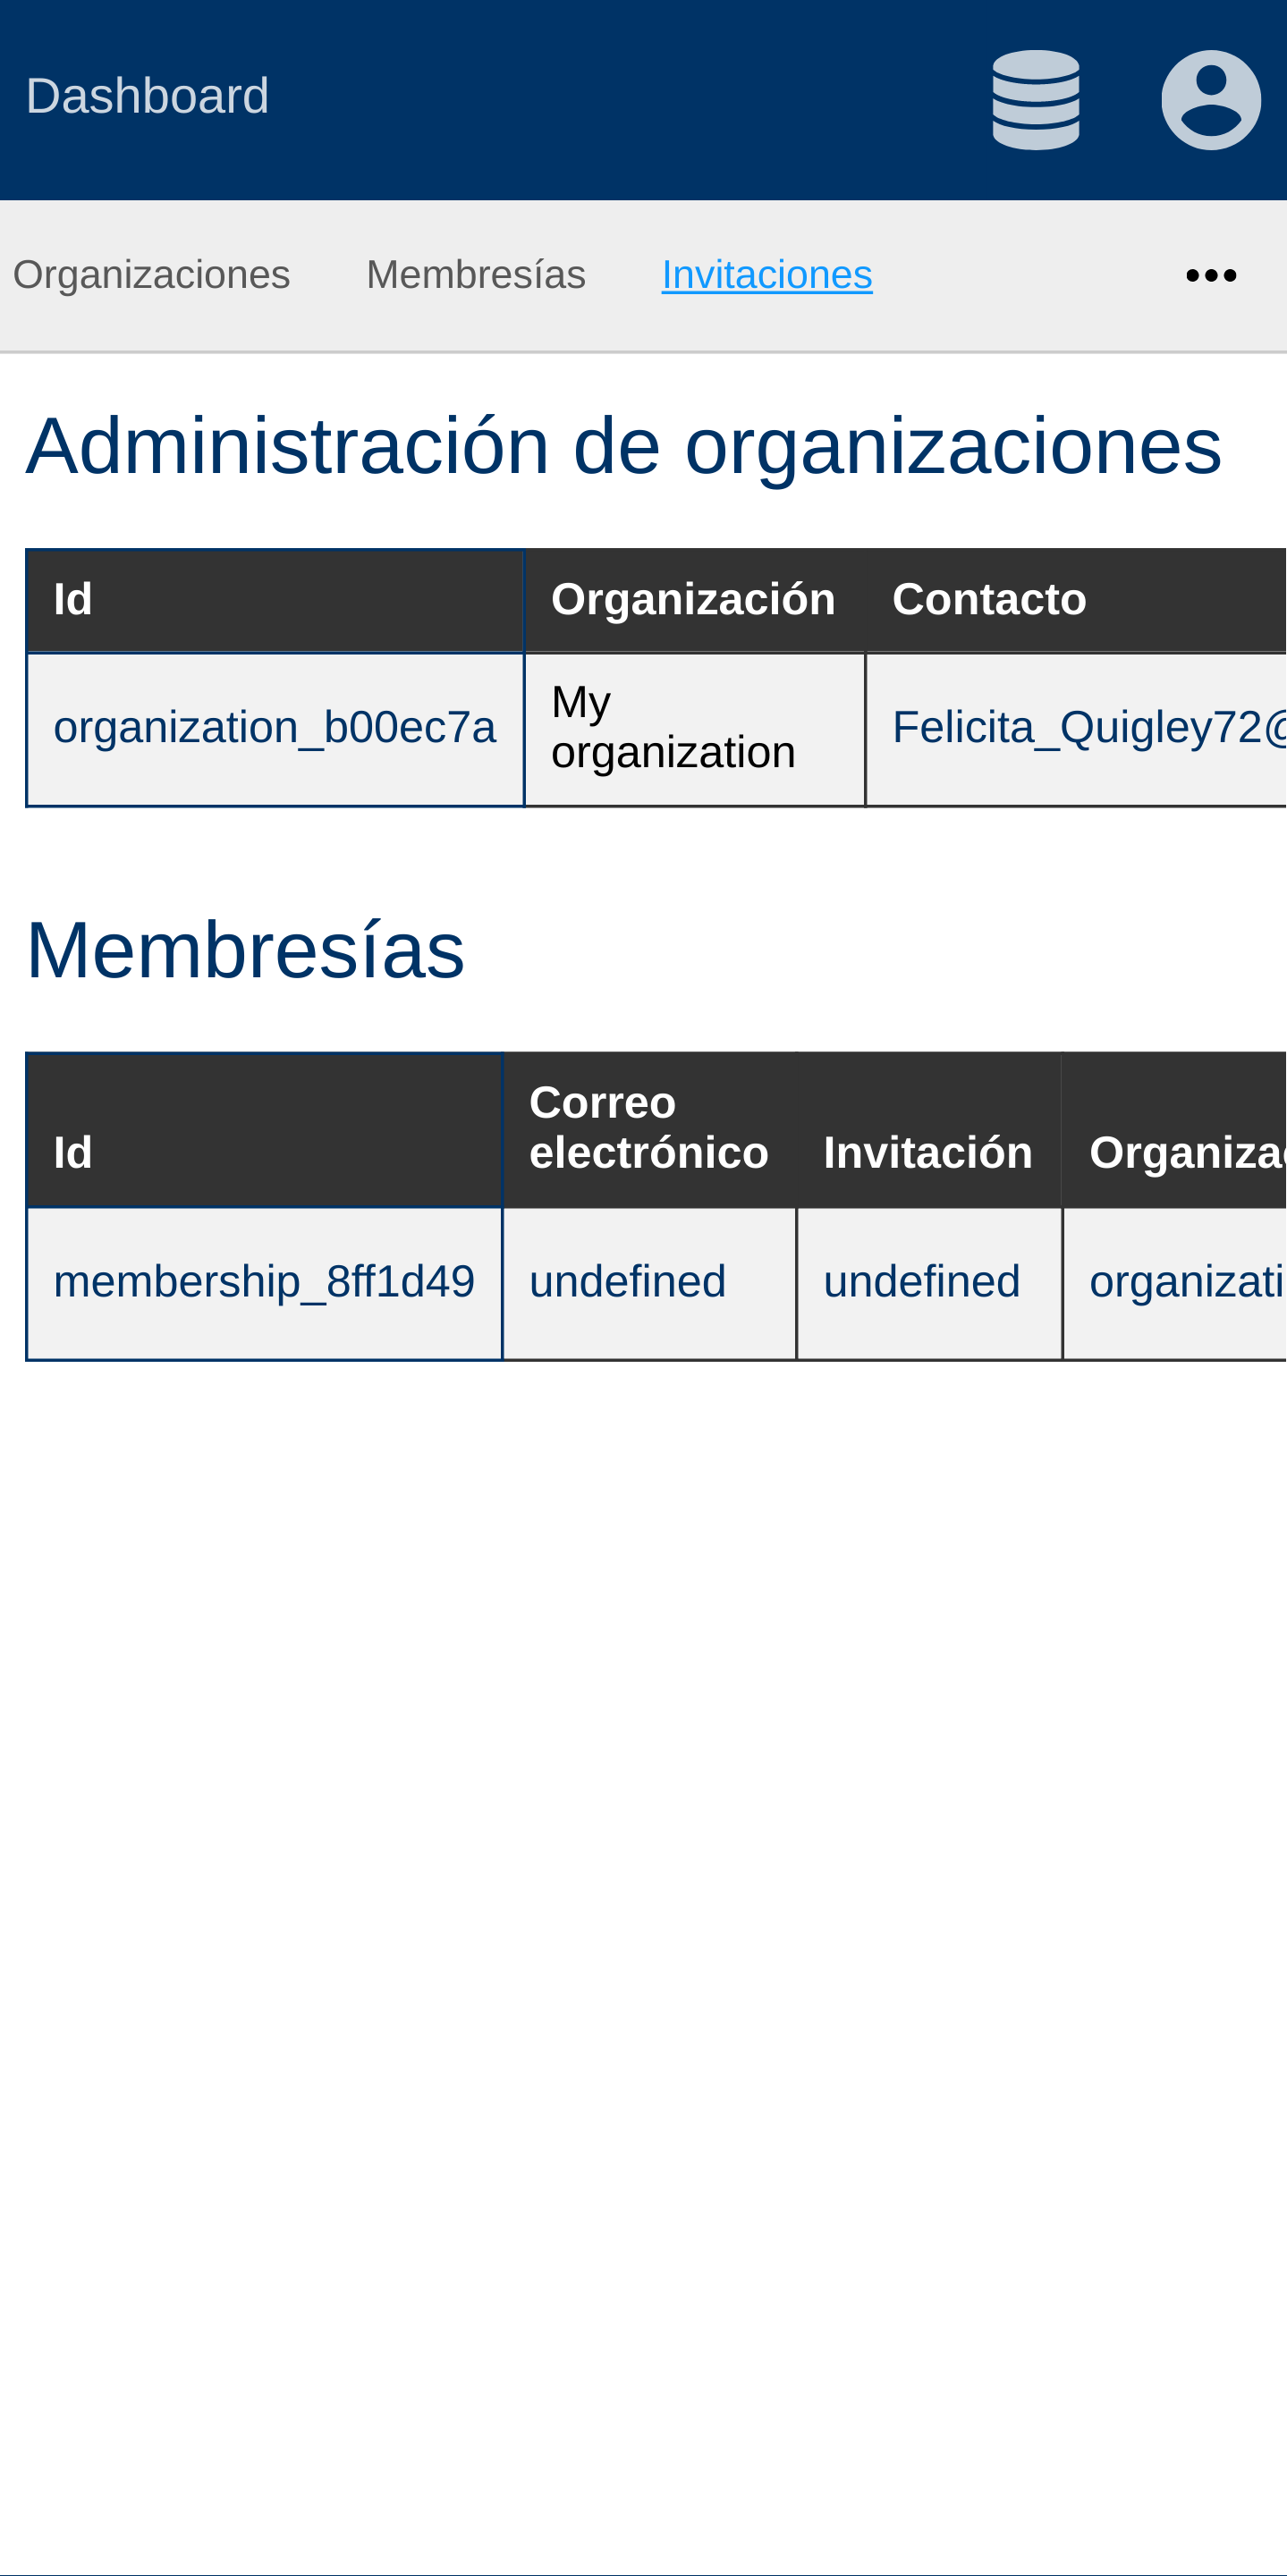 Dashboard
Organizaciones Membresías Invitaciones
Administración de organizaciones
Id Organización Contacto
organization_b00ec7a My organization Felicita_Quigley72@
Membresías
Id Correo electrónico Invitación Organizac
membership_8ff1d49 undefined undefined organizati